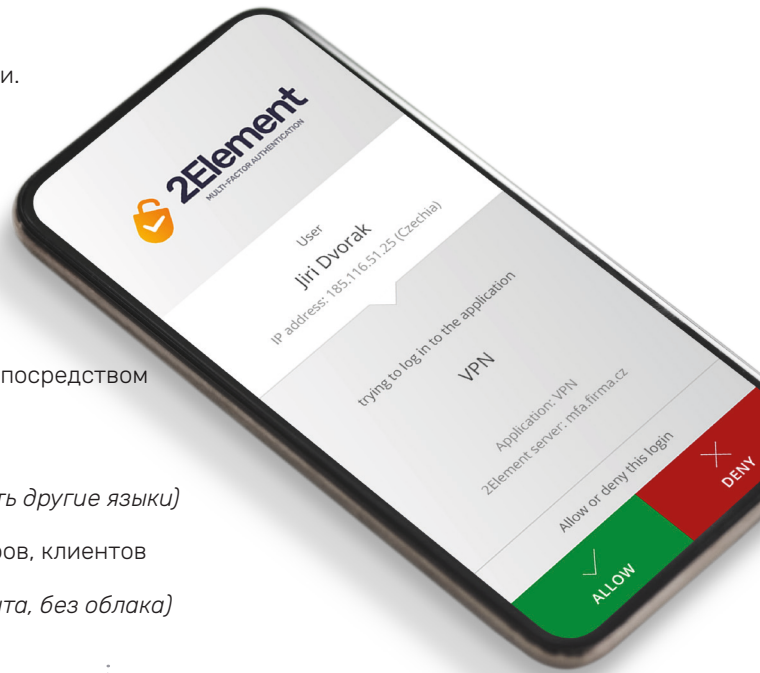 и.
2Element
MULTI-FACTOR AUTHENTICATION
User
Jiri Dvorak
IP address: 185.116.51.25 (Czechia)
trying to log in to the application
VPN
Application: VPN
2Element server: mfa.firma.cz
Allow or deny this login
ALLOW
DENY
посредством
ть другие языки)
ров, клиентов
нта, без облака)